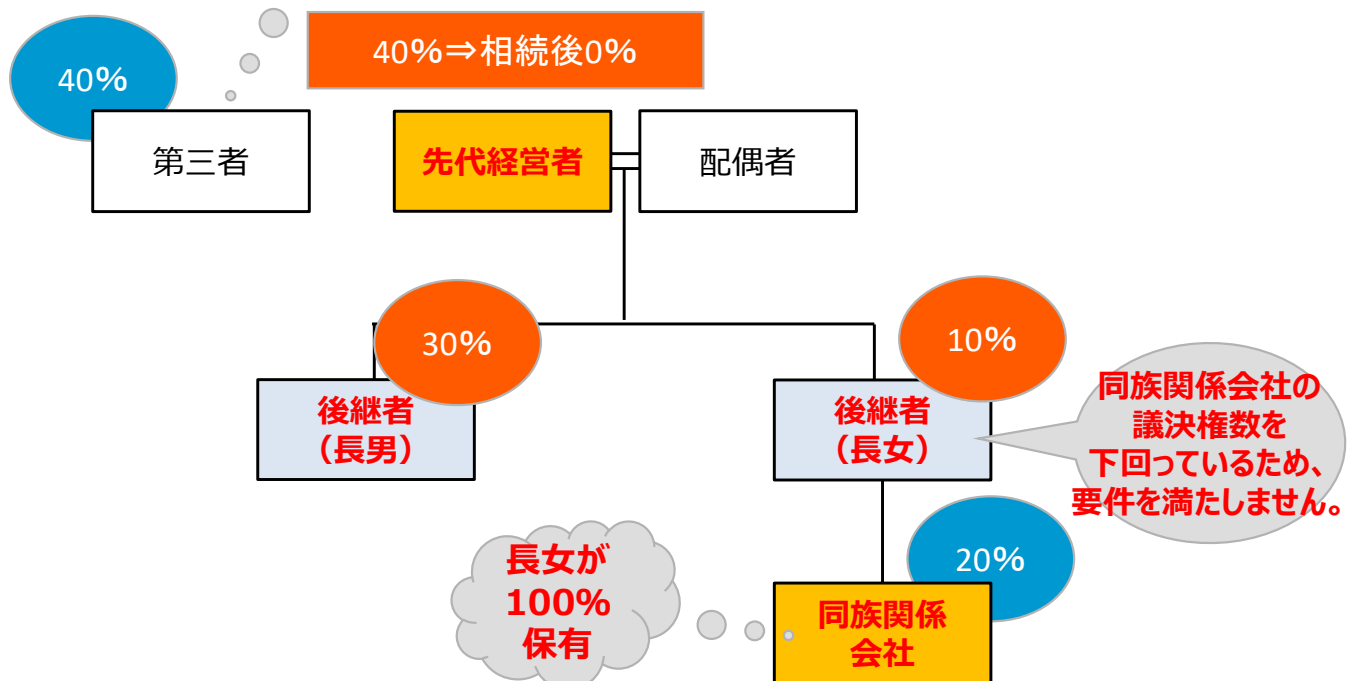 40％⇒相続後0％
40％
第三者
先代経営者
配偶者
30％
10％
後継者
（長男）
後継者
（長女）
同族関係会社の
議決権数を
下回っているため、
要件を満たしません。
長女が
100％
保有
20％
同族関係
会社